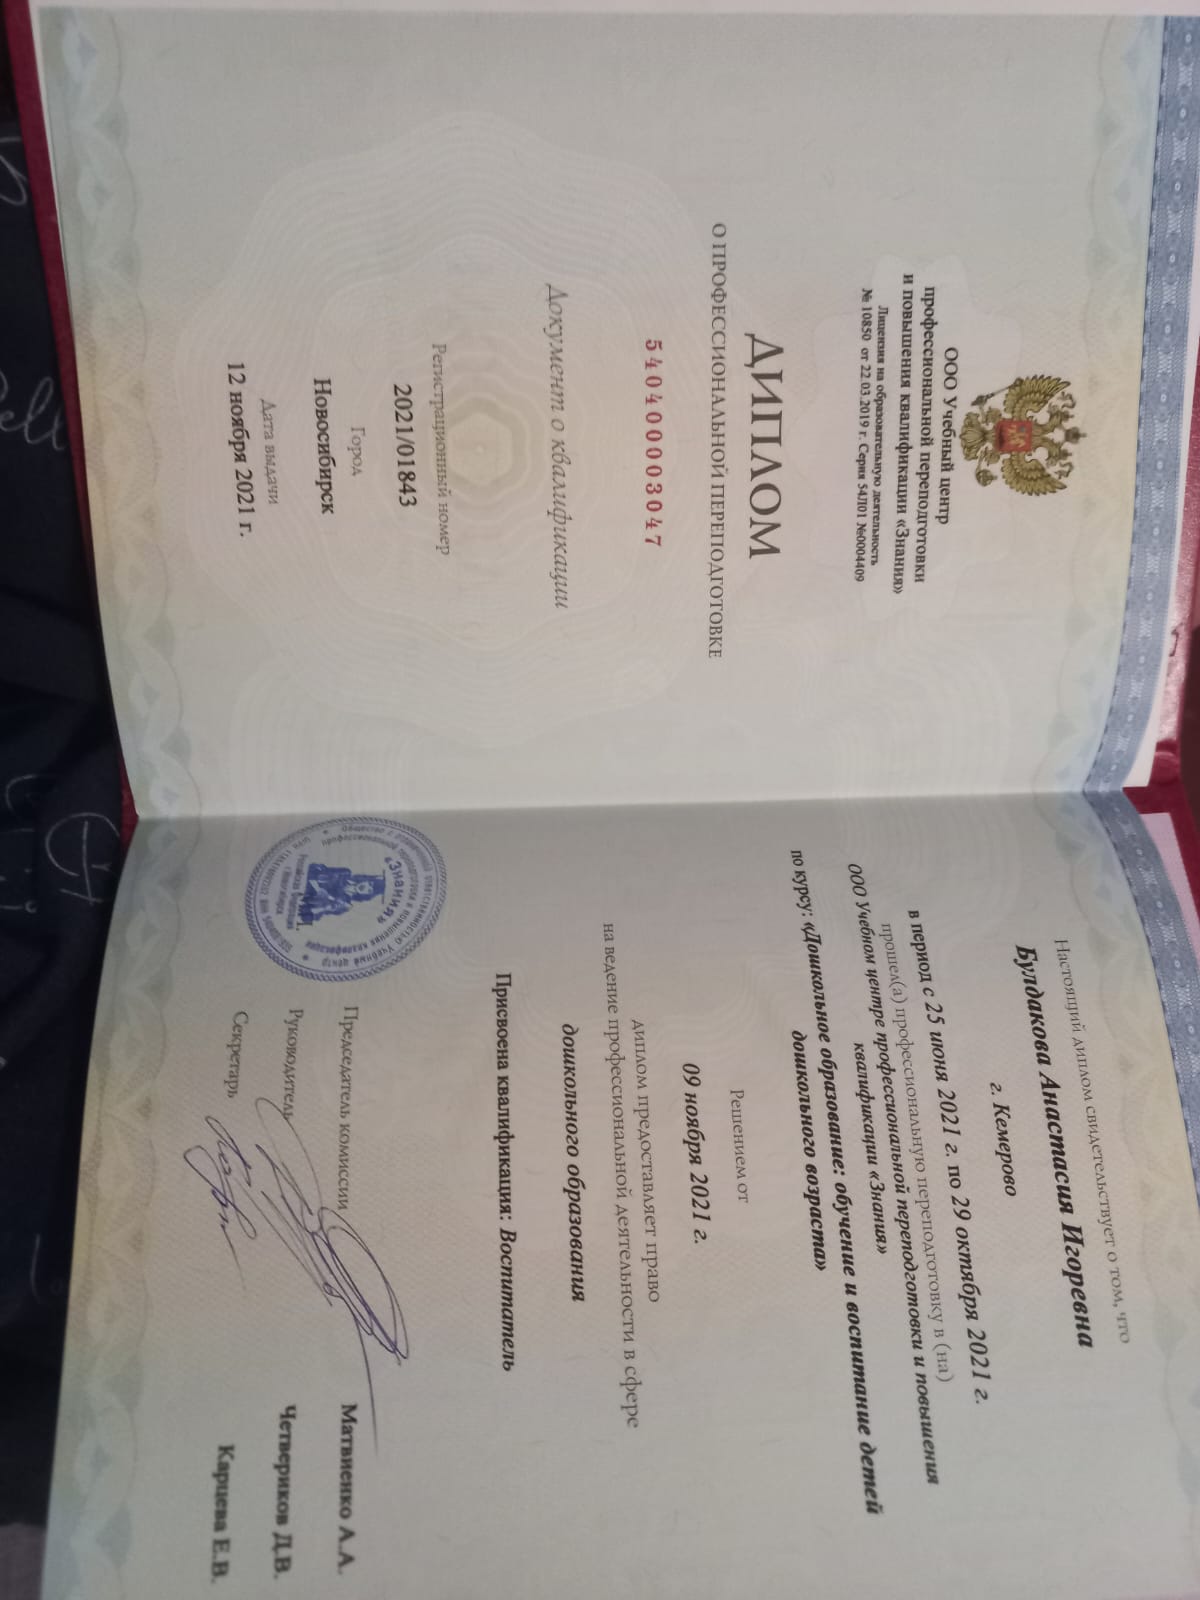 ООО Учебный центр
профессиональной переподготовки
и повышения квалификации «Знания»
Лицензия на образовательную деятельность
№ 10850 от 22.03.2019 г. Серия 54Л01 №0004409
ДИПЛОМ
О ПРОФЕССИОНАЛЬНОЙ ПЕРЕПОДГОТОВКЕ
540400003047
Документ о квалификации
Регистрационный номер
2021/01843
Город
Новосибирск
Дата выдачи
12 ноября 2021 г.
Настоящий диплом свидетельствует о том, что
Булдакова Анастасия Игоревна
г. Кемерово
в период с 25 июня 2021 г. по 29 октября 2021 г.
прошел(а) профессиональную переподготовку в (на)
ООО Учебном центре профессиональной переподготовки и повышения
квалификации «Знания»
по курсу: «Дошкольное образование: обучение и воспитание детей
дошкольного возраста»
Решением от
09 ноября 2021 г.
диплом предоставляет право
на ведение профессиональной деятельности в сфере
дошкольного образования
Присвоена квалификация: Воспитатель
Председатель комиссии Матвиенко А.А.
Руководитель Четвериков Д.В.
Секретарь Карцева Е.В.
«Знания»